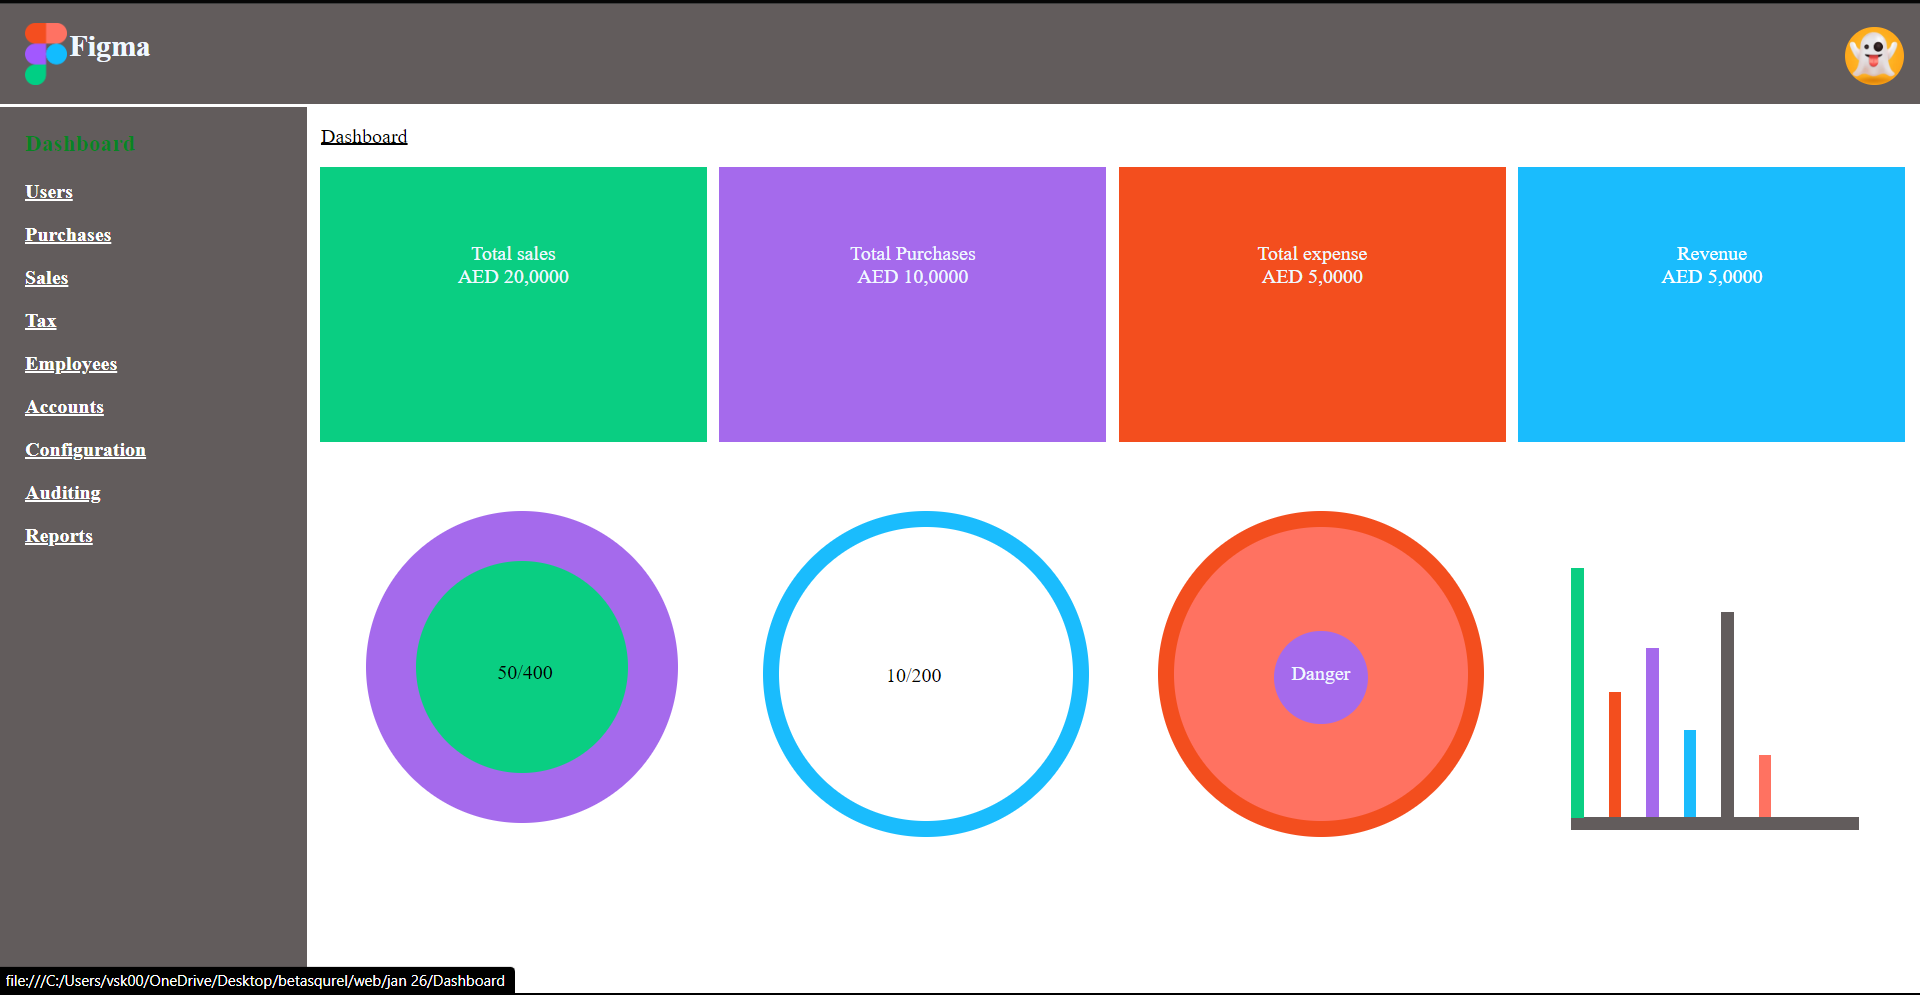 Figma
Dashboard
Users
Purchases
Sales
Tax
Employees
Accounts
Configuration
Auditing
Reports
Dashboard
Total sales
AED 20,0000
Total Purchases
AED 10,0000
Total expense
AED 5,0000
Revenue
AED 5,0000
50/400
10/200
Danger
file:///C:/Users/vsk00/OneDrive/Desktop/betasqurel/web/jan 26/Dashboard